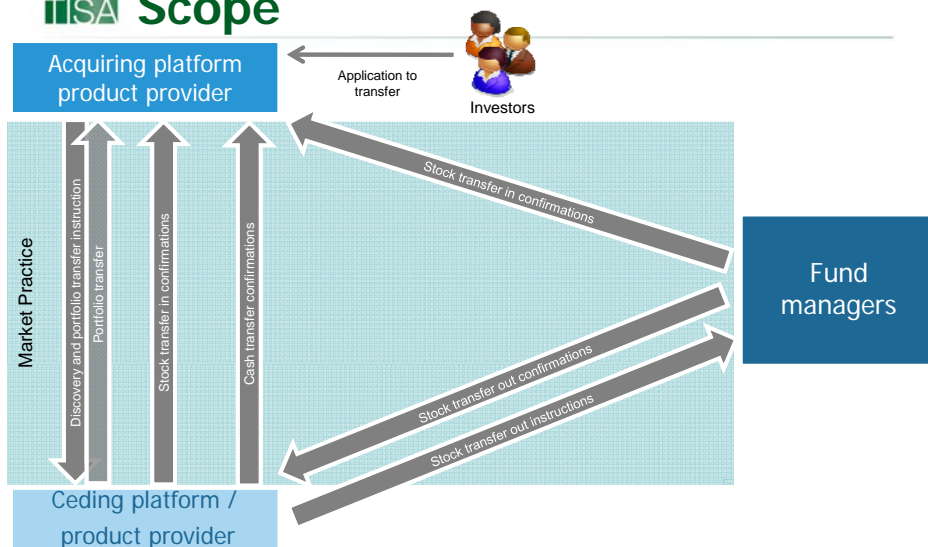 TISA Scope
Acquiring platform
product provider
Application to
transfer
Investors
Market Practice
Discovery and portfolio transfer instruction
Portfolio transfer
Stock transfer in confirmations
Cash transfer confirmations
Stock transfer in confirmations
Stock transfer out confirmations
Stock transfer out instructions
Fund
managers
Ceding platform /
product provider